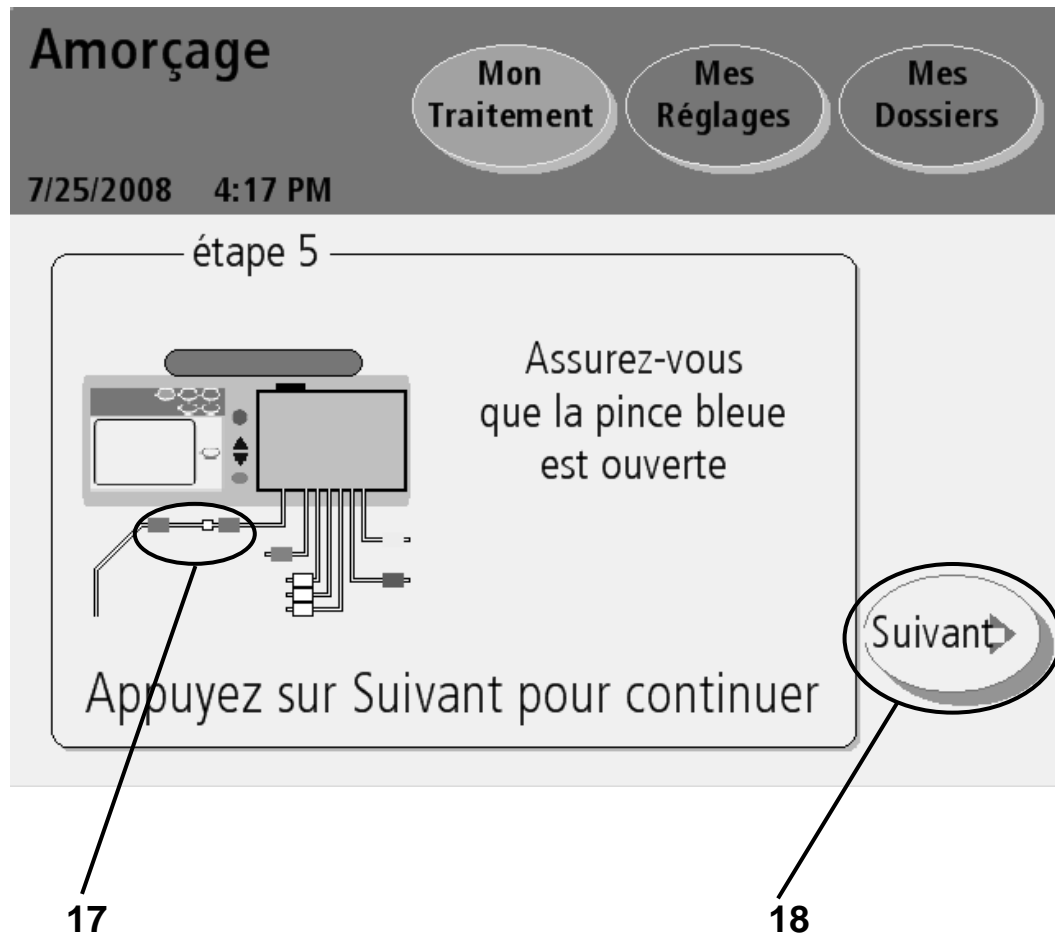 Amorçage
Mon
Traitement
Mes
Réglages
Mes
Dossiers
7/25/2008 4:17 PM
étape 5
Assurez-vous
que la pince bleue
est ouverte
Suivant
Appuyez sur Suivant pour continuer
17
18